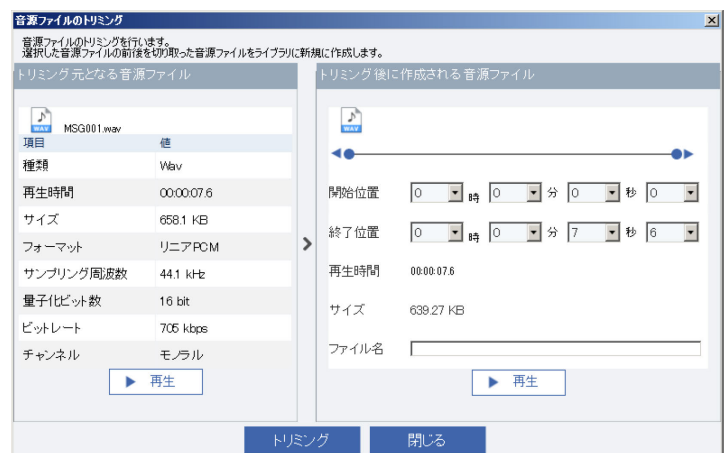 音源ファイルのトリミング
音源ファイルのトリミングを行います。
選択した音源ファイルの前後を切り取った音源ファイルをライブラリに新規に作成します。
トリミング元となる音源ファイル
WAV
MSG001.wav
項目 値
種類 Wav
再生時間 00:00:07.6
サイズ 658.1 KB
フォーマット リニアPCM
サンプリング周波数 44.1 kHz
量子化ビット数 16 bit
ビットレート 705 kbps
チャンネル モノラル
再生
トリミング後に作成される音源ファイル
WAV
開始位置 0 時 0 分 0 秒 0
終了位置 0 時 0 分 7 秒 6
再生時間 00:00:07.6
サイズ 639.27 KB
ファイル名
再生
トリミング 閉じる